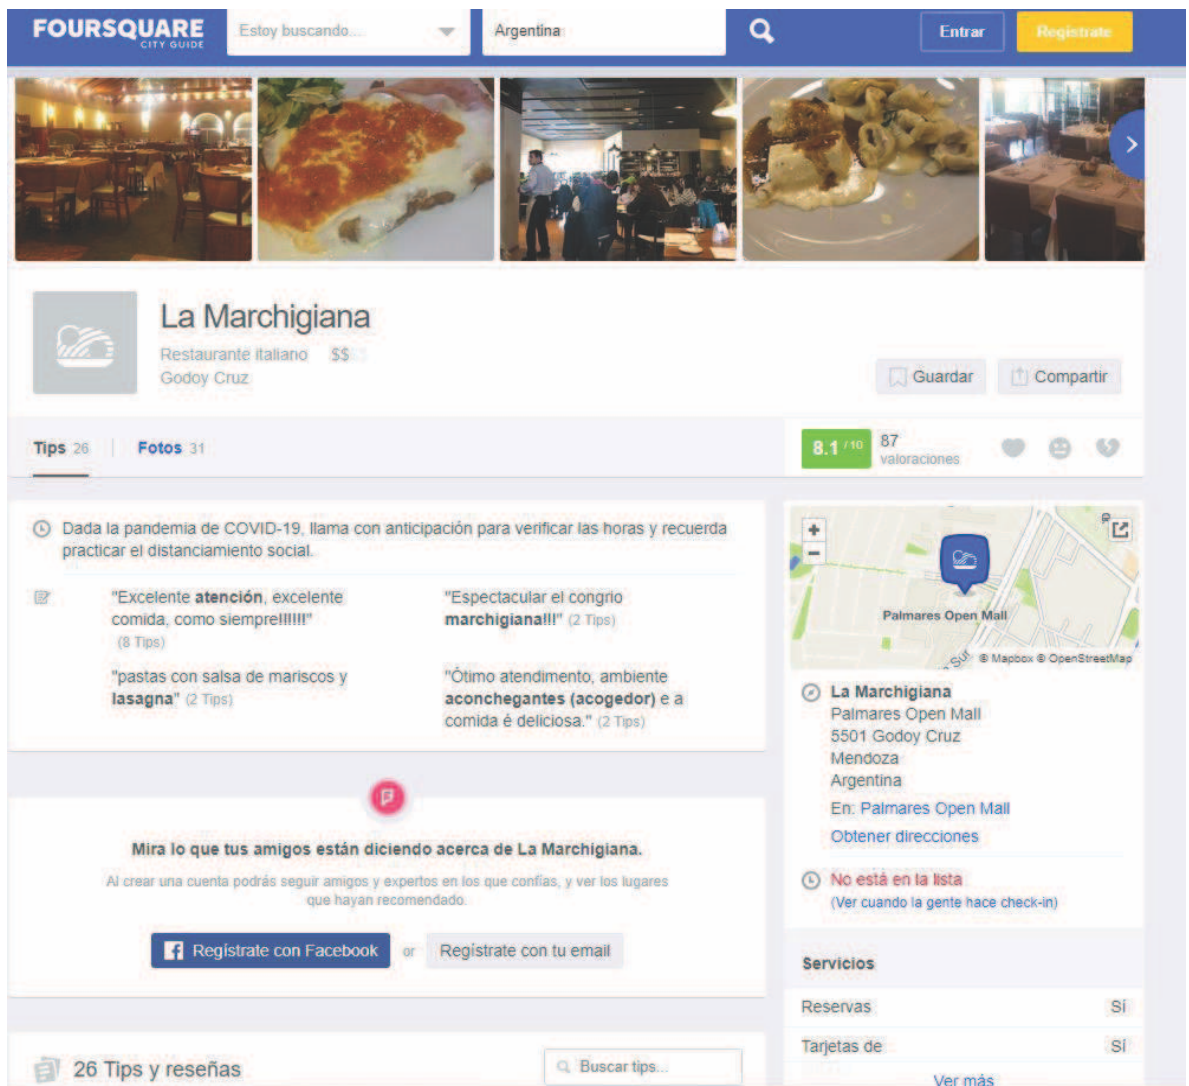 FOURSQUARE
CITY GUIDE
Estoy buscando...
Argentina
Entrar
Regístrate
La Marchigiana
Restaurante italiano $$
Godoy Cruz
Guardar
Compartir
Tips 26
Fotos 31
8.1 /10
87
valoraciones
Dada la pandemia de COVID-19, llama con anticipación para verificar las horas y recuerda
practicar el distanciamiento social.
"Excelente atención, excelente
comida, como siempre!!!!!!"
(8 Tips)
"Espectacular el congrio
marchigiana!!!" (2 Tips)
"pastas con salsa de mariscos y
lasagna" (2 Tips)
"Ótimo atendimento, ambiente
aconchegantes (acogedor) e a
comida é deliciosa." (2 Tips)
Mira lo que tus amigos están diciendo acerca de La Marchigiana.
Al crear una cuenta podrás seguir amigos y expertos en los que confías, y ver los lugares
que hayan recomendado.
Regístrate con Facebook
or
Regístrate con tu email
26 Tips y reseñas
Buscar tips...
+
−
Palmares Open Mall
Sur
© Mapbox © OpenStreetMap
La Marchigiana
Palmares Open Mall
5501 Godoy Cruz
Mendoza
Argentina
En: Palmares Open Mall
Obtener direcciones
No está en la lista
(Ver cuando la gente hace check-in)
Servicios
Reservas Sí
Tarjetas de Sí
Ver más